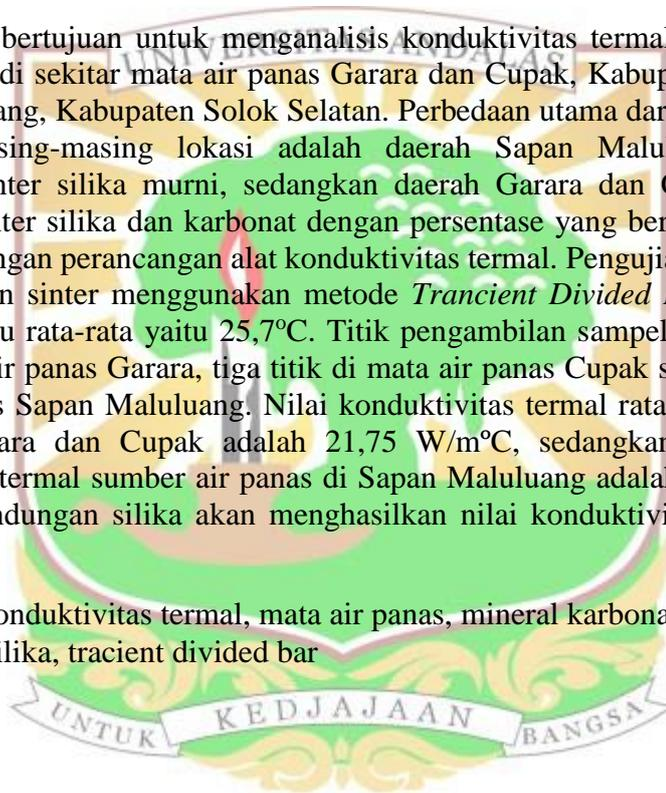 bertujuan untuk menganalisis konduktivitas termal
UNIVERSITAS ANDALAS
di sekitar mata air panas Garara dan Cupak, Kabup
ang, Kabupaten Solok Selatan. Perbedaan utama dar
sing-masing lokasi adalah daerah Sapan Malu
nter silika murni, sedangkan daerah Garara dan
ter silika dan karbonat dengan persentase yang ber
ngan perancangan alat konduktivitas termal. Penguji
n sinter menggunakan metode Trancient Divided
u rata-rata yaitu 25,7ºC. Titik pengambilan sampel
ir panas Garara, tiga titik di mata air panas Cupak s
s Sapan Maluluang. Nilai konduktivitas termal rata
ara dan Cupak adalah 21,75 W/mºC, sedangkan
termal sumber air panas di Sapan Maluluang adalal
ndungan silika akan menghasilkan nilai konduktivi
onduktivitas termal, mata air panas, mineral karbona
ilika, tracient divided bar
UNTUK KEDJAJAAN BANGSA